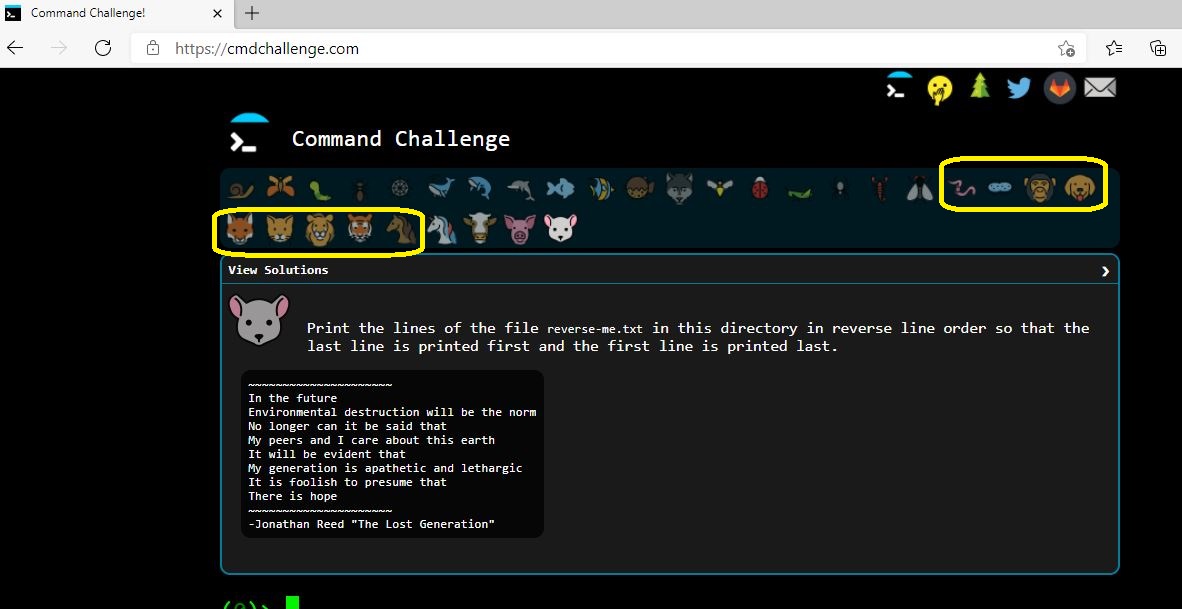 Command Challenge!
https://cmdchallenge.com
Command Challenge
View Solutions
Print the lines of the file reverse-me.txt in this directory in reverse line order so that the
last line is printed first and the first line is printed last.
~~~~~~~~~~~~~~~~~~~~~
In the future
Environmental destruction will be the norm
No longer can it be said that
My peers and I care about this earth
It will be evident that
My generation is apathetic and lethargic
It is foolish to presume that
There is hope
~~~~~~~~~~~~~~~~~~~~~
-Jonathan Reed "The Lost Generation"